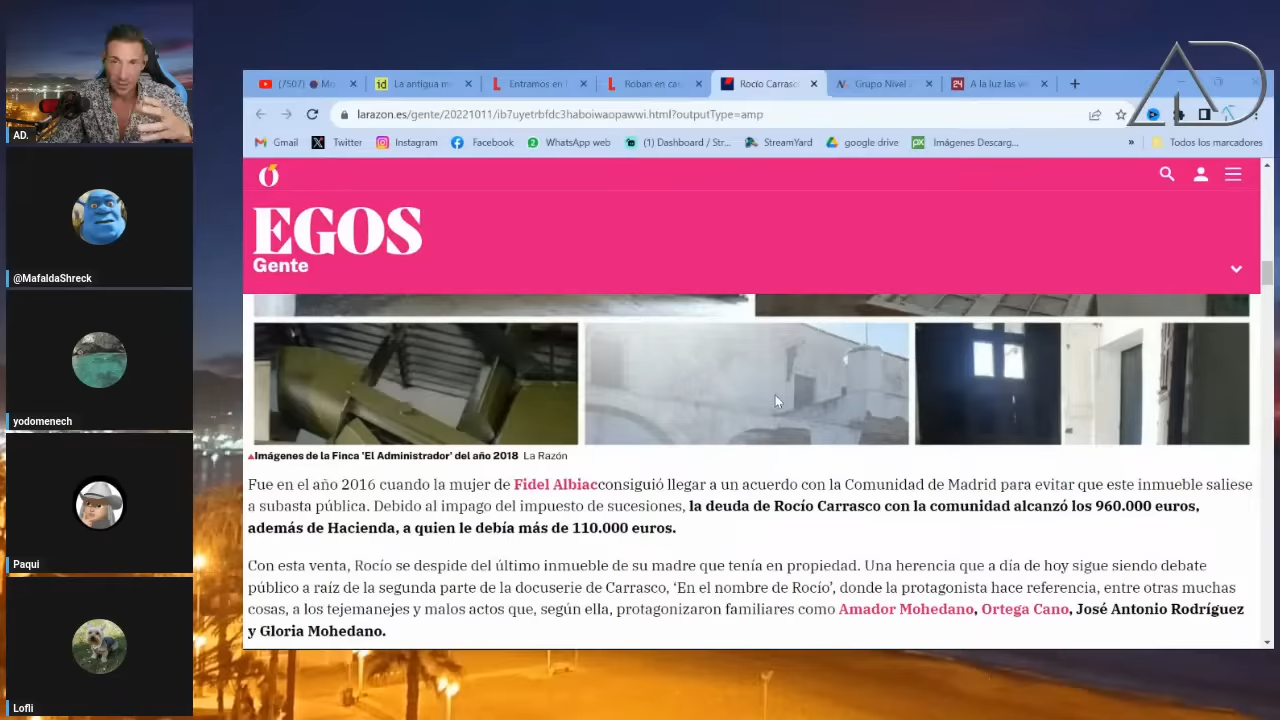 AD.
@MafaldaShreck
yodomenech
Paqui
Lofli
AD
(7507)
La antigua m
Entramos en
Roban en cas
Rocío Carrasc
Grupo Nivel
A la luz las ve
larazon.es/gente/20221011/ib7uyetrbfdc3haboiwaopawwi.html?outputType=amp
Gmail
Twitter
Instagram
Facebook
WhatsApp web
(1) Dashboard / Str...
StreamYard
google drive
Imágenes Descarg...
»
Todos los marcadores
EGOS
Gente
Imágenes de la Finca 'El Administrador' del año 2018 La Razón
Fue en el año 2016 cuando la mujer de Fidel Albiacconsiguió llegar a un acuerdo con la Comunidad de Madrid para evitar que este inmueble saliese
a subasta pública. Debido al impago del impuesto de sucesiones, la deuda de Rocío Carrasco con la comunidad alcanzó los 960.000 euros,
además de Hacienda, a quien le debía más de 110.000 euros.
Con esta venta, Rocío se despide del último inmueble de su madre que tenía en propiedad. Una herencia que a día de hoy sigue siendo debate
público a raíz de la segunda parte de la docuserie de Carrasco, ‘En el nombre de Rocío’, donde la protagonista hace referencia, entre otras muchas
cosas, a los tejemanejes y malos actos que, según ella, protagonizaron familiares como Amador Mohedano, Ortega Cano, José Antonio Rodríguez
y Gloria Mohedano.